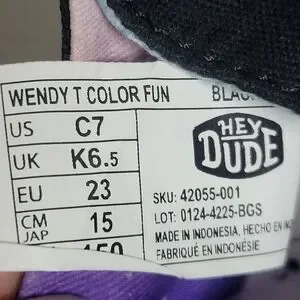 WENDY T COLOR FUN
US C7
UK K6.5
EU 23
CM JAP 15
HEY DUDE
SKU: 42055-001
LOT: 0124-4225-BGS
MADE IN INDONESIA, HECHO EN
FABRIQUÉ EN INDONÉSIE